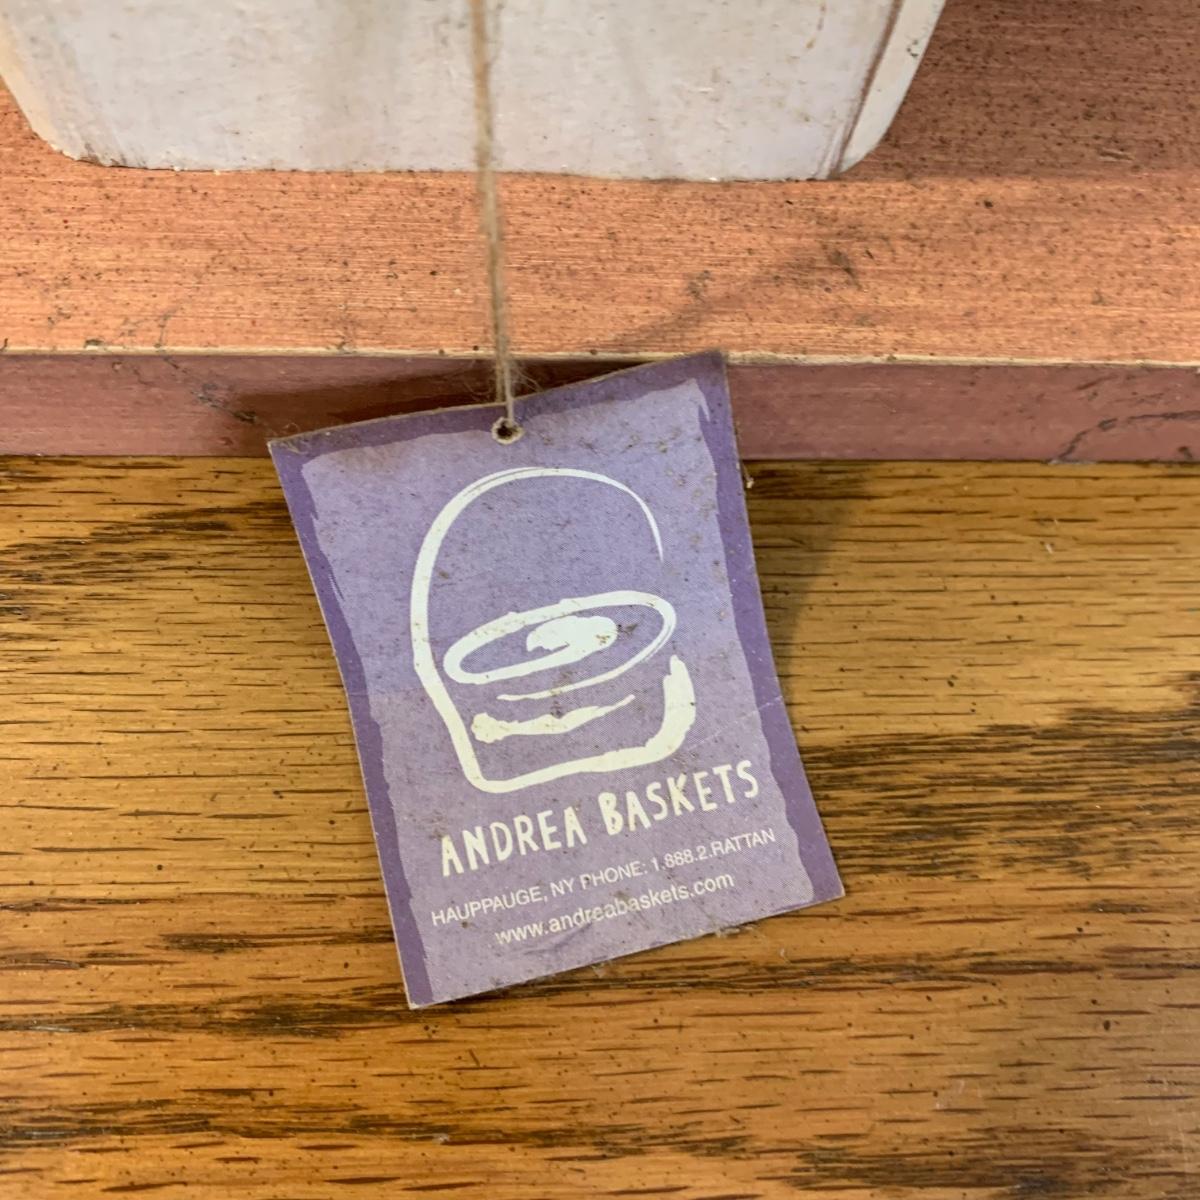 ANDREA BASKETS
HAUPPAUGE, NY PHONE: 1.888.2.RATTAN
www.andreabaskets.com